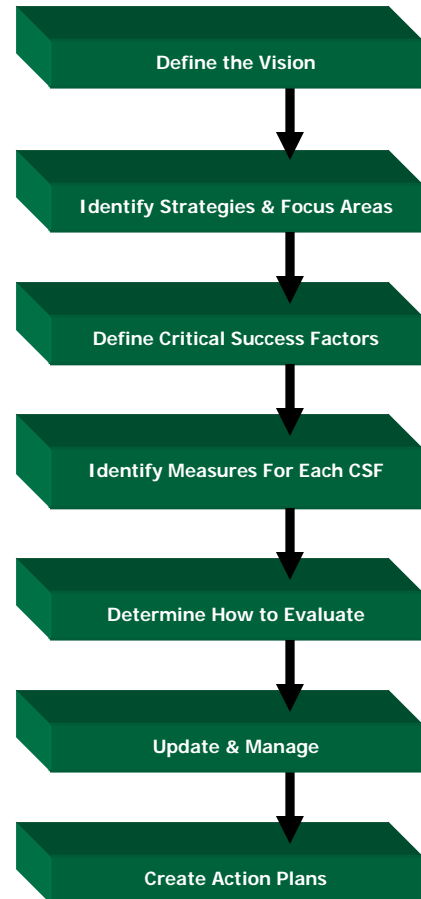 Define the Vision
Identify Strategies & Focus Areas
Define Critical Success Factors
Identify Measures For Each CSF
Determine How to Evaluate
Update & Manage
Create Action Plans